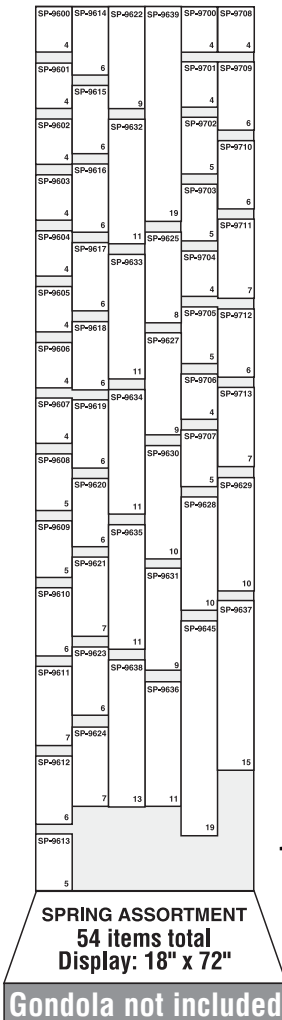 SP-9600
4
SP-9601
4
SP-9602
4
SP-9603
4
SP-9604
4
SP-9605
4
SP-9606
4
SP-9607
4
SP-9608
5
SP-9609
5
SP-9610
6
SP-9611
7
SP-9612
6
SP-9613
5
SP-9614
6
SP-9615
6
SP-9616
6
SP-9617
6
SP-9618
6
SP-9619
6
SP-9620
6
SP-9621
7
SP-9623
6
SP-9624
7
SP-9622
9
SP-9632
11
SP-9633
11
SP-9634
11
SP-9635
11
SP-9638
13
SP-9639
19
SP-9625
8
SP-9627
9
SP-9630
10
SP-9631
9
SP-9636
11
SP-9700
4
SP-9701
4
SP-9702
5
SP-9703
5
SP-9704
4
SP-9705
5
SP-9706
4
SP-9707
5
SP-9628
10
SP-9645
19
SP-9708
4
SP-9709
6
SP-9710
6
SP-9711
7
SP-9712
6
SP-9713
7
SP-9629
10
SP-9637
15
SPRING ASSORTMENT
54 items total
Display: 18" x 72"
Gondola not included